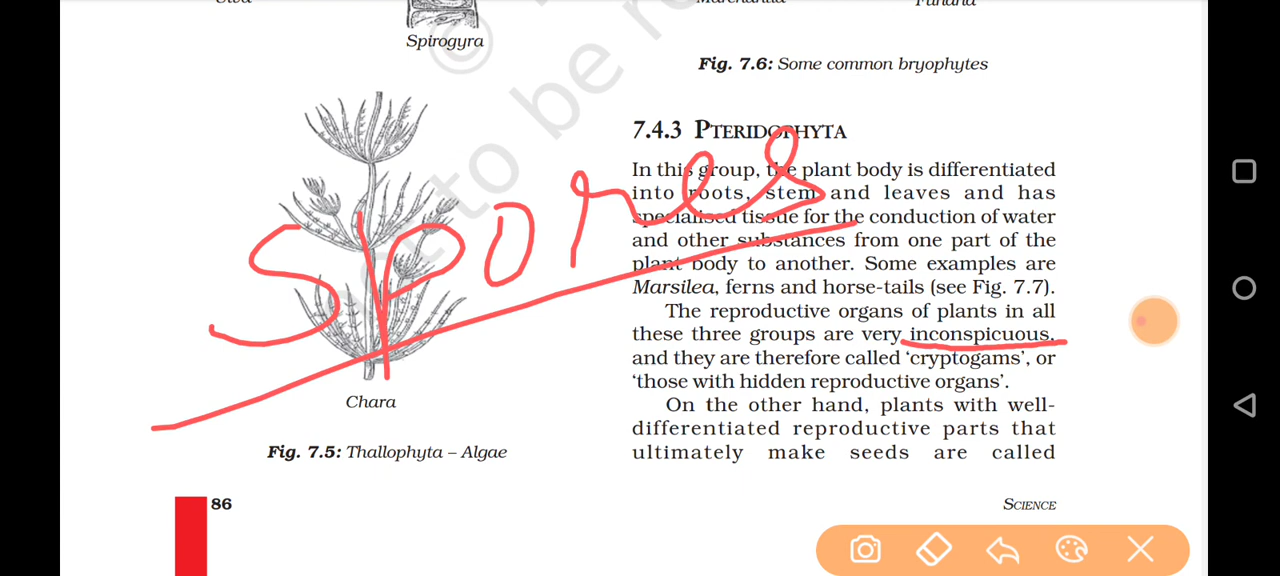 Spirogyra
Fig. 7.6: Some common bryophytes
Chara
Fig. 7.5: Thallophyta – Algae
86
spores
7.4.3 PTERIDOPHYTA
In this group, the plant body is differentiated
into roots, stem and leaves and has
specialised tissue for the conduction of water
and other substances from one part of the
plant body to another. Some examples are
Marsilea, ferns and horse-tails (see Fig. 7.7).
The reproductive organs of plants in all
these three groups are very inconspicuous,
and they are therefore called ‘cryptogams’, or
‘those with hidden reproductive organs’.
On the other hand, plants with well-
differentiated reproductive parts that
ultimately make seeds are called
SCIENCE
© 
not to be re